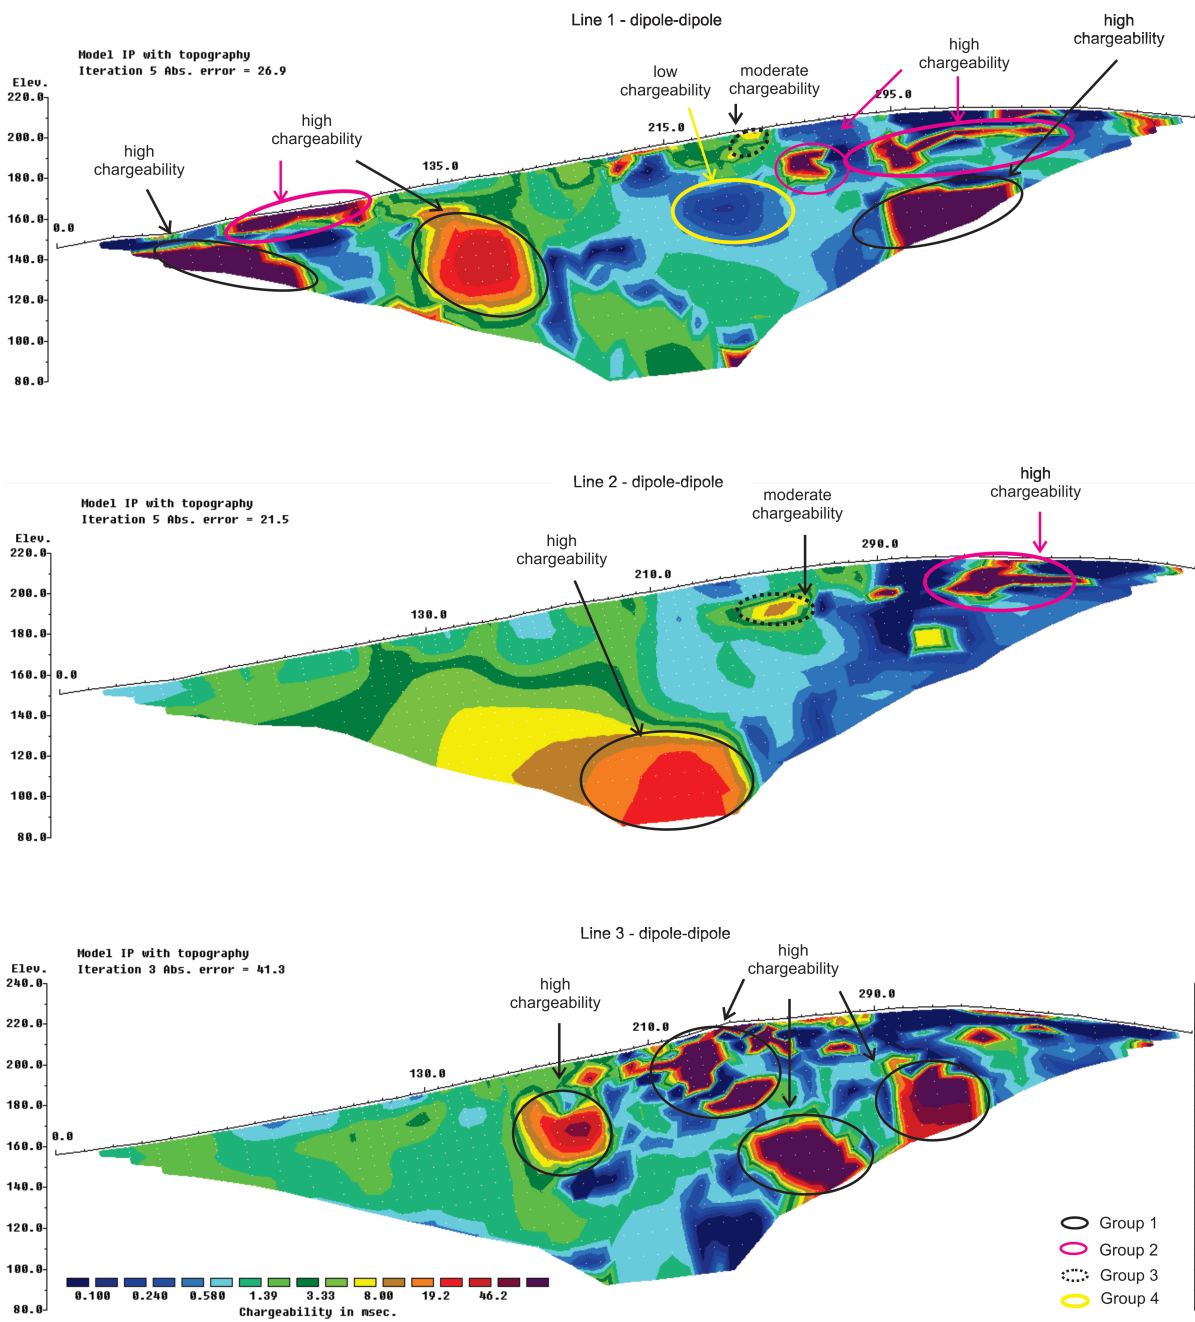 Line 1 - dipole-dipole
Model IP with topography
Iteration 5 Abs. error = 26.9
Elev.
220.0
200.0
180.0
160.0
140.0
120.0
100.0
80.0
0.0
135.0
215.0
295.0
high
chargeability
high
chargeability
low
chargeability
moderate
chargeability
high
chargeability
high
chargeability
Line 2 - dipole-dipole
Model IP with topography
Iteration 5 Abs. error = 21.5
Elev.
220.0
200.0
180.0
160.0
140.0
120.0
100.0
80.0
0.0
130.0
210.0
290.0
high
chargeability
moderate
chargeability
high
chargeability
Line 3 - dipole-dipole
Model IP with topography
Iteration 3 Abs. error = 41.3
Elev.
240.0
220.0
200.0
180.0
160.0
140.0
120.0
100.0
80.0
0.0
130.0
210.0
290.0
high
chargeability
high
chargeability
0.100 0.240 0.580 1.39 3.33 8.00 19.2 46.2
Chargeability in msec.
Group 1
Group 2
Group 3
Group 4